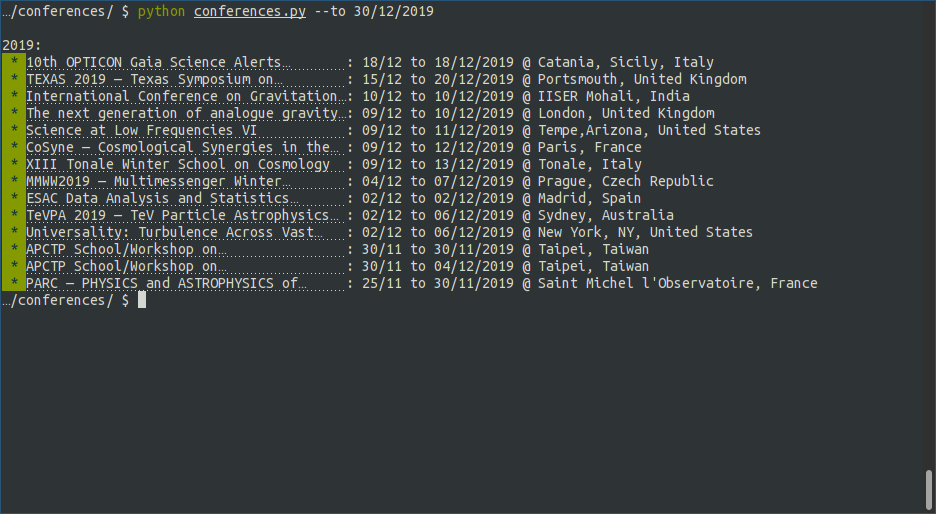 …/conferences/ $ python conferences.py --to 30/12/2019
2019:
* 10th OPTICON Gaia Science Alerts… : 18/12 to 18/12/2019 @ Catania, Sicily, Italy
* TEXAS 2019 – Texas Symposium on… : 15/12 to 20/12/2019 @ Portsmouth, United Kingdom
* International Conference on Gravitation…: 10/12 to 10/12/2019 @ IISER Mohali, India
* The next generation of analogue gravity…: 09/12 to 10/12/2019 @ London, United Kingdom
* Science at Low Frequencies VI : 09/12 to 11/12/2019 @ Tempe,Arizona, United States
* CoSyne – Cosmological Synergies in the… : 09/12 to 12/12/2019 @ Paris, France
* XIII Tonale Winter School on Cosmology : 09/12 to 13/12/2019 @ Tonale, Italy
* MMWW2019 – Multimessenger Winter… : 04/12 to 07/12/2019 @ Prague, Czech Republic
* ESAC Data Analysis and Statistics… : 02/12 to 02/12/2019 @ Madrid, Spain
* TeVPA 2019 – TeV Particle Astrophysics… : 02/12 to 06/12/2019 @ Sydney, Australia
* Universality: Turbulence Across Vast… : 02/12 to 06/12/2019 @ New York, NY, United States
* APCTP School/Workshop on… : 30/11 to 30/11/2019 @ Taipei, Taiwan
* APCTP School/Workshop on… : 30/11 to 04/12/2019 @ Taipei, Taiwan
* PARC – PHYSICS and ASTROPHYSICS of… : 25/11 to 30/11/2019 @ Saint Michel l'Observatoire, France
…/conferences/ $